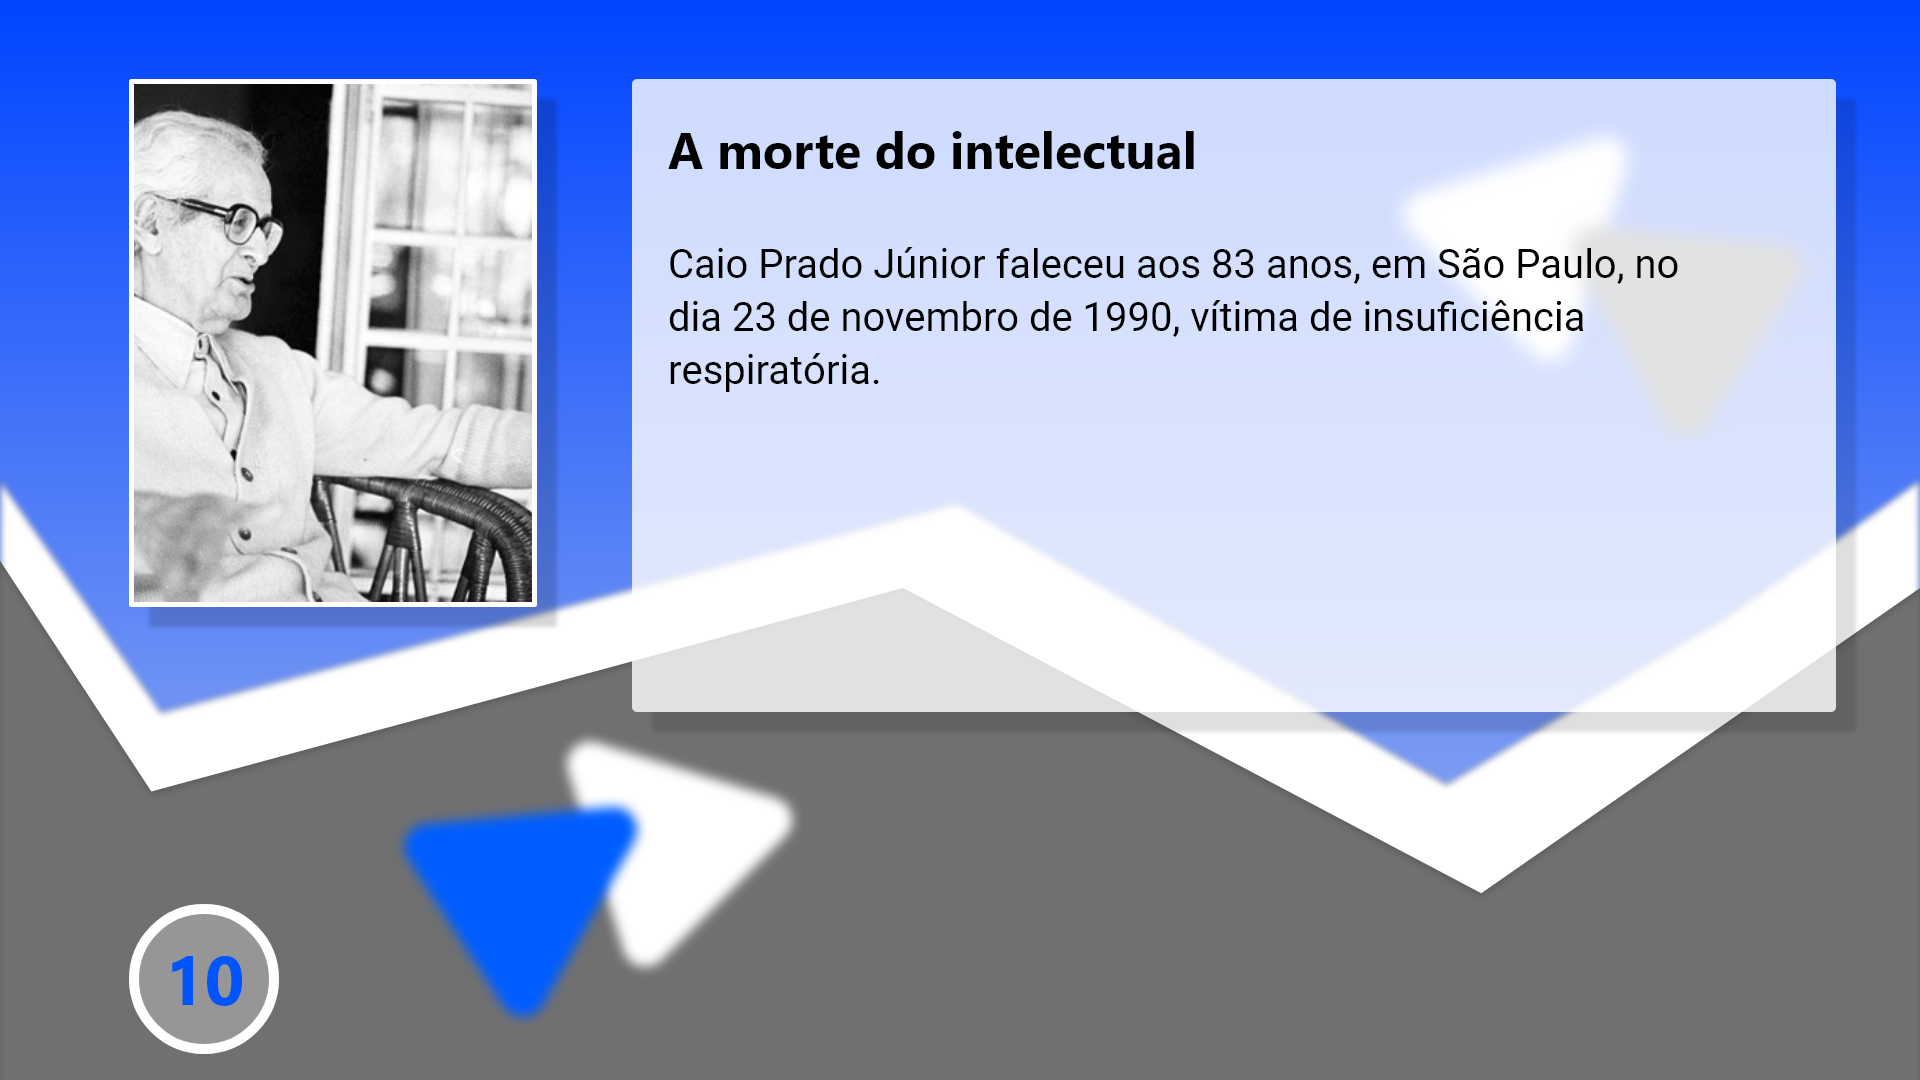 A morte do intelectual
Caio Prado Júnior faleceu aos 83 anos, em São Paulo, no
dia 23 de novembro de 1990, vítima de insuficiência
respiratória.
10